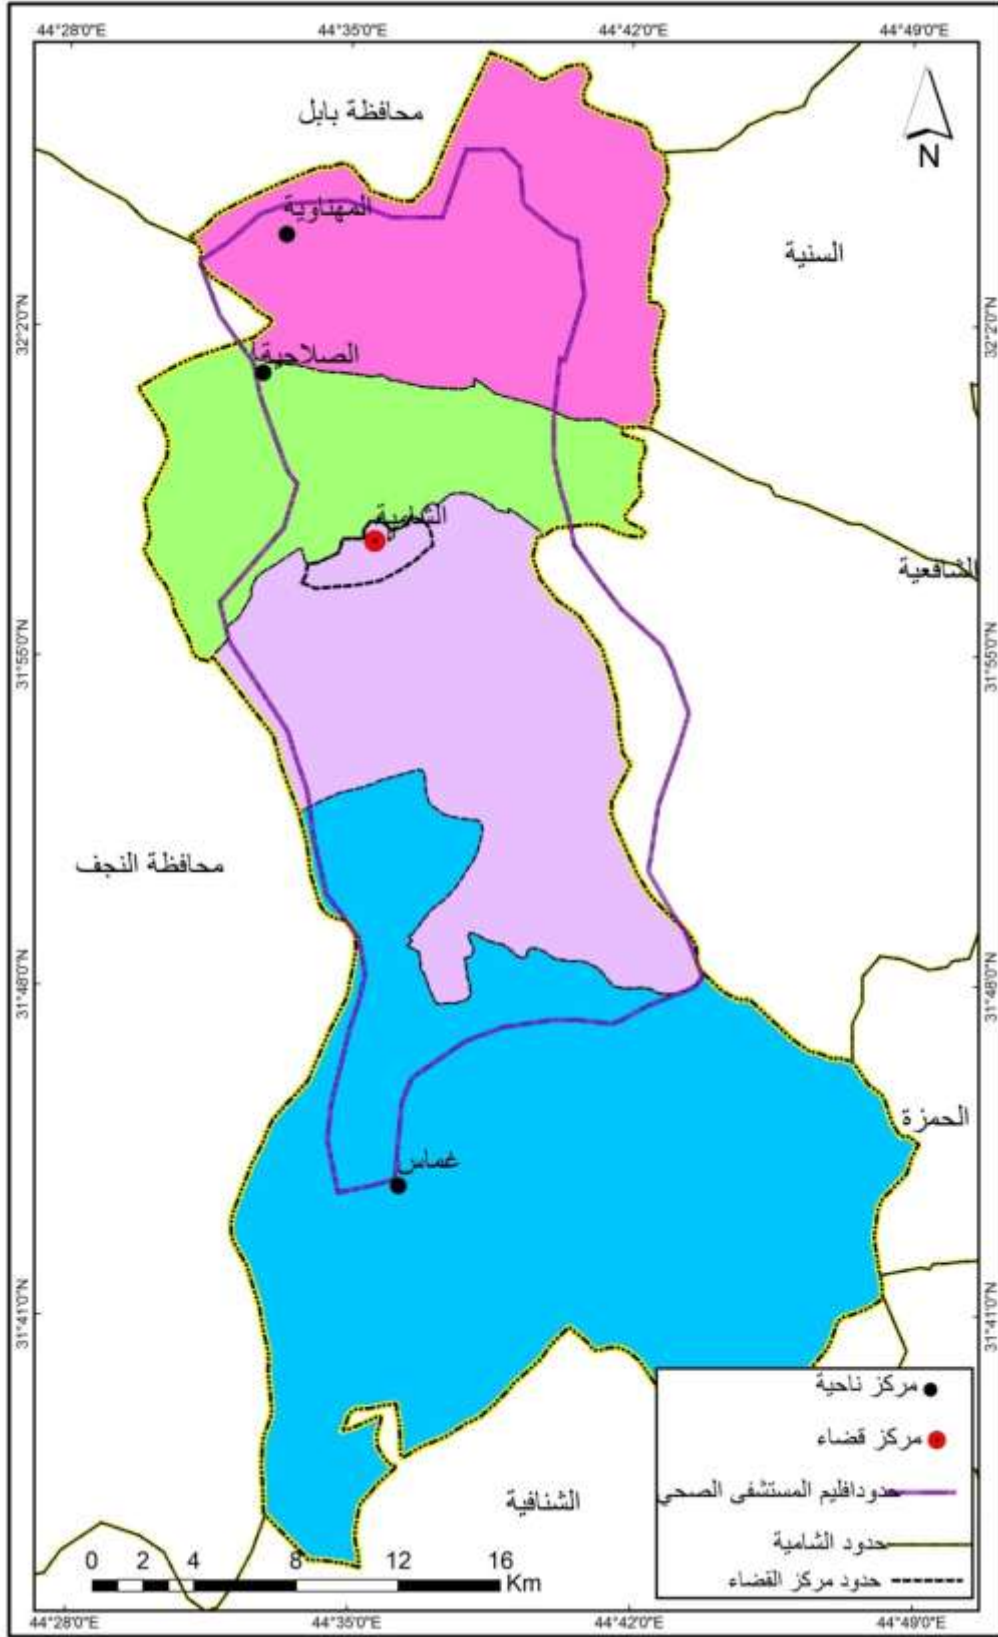 44°28'0"E 44°35'0"E 44°42'0"E 44°49'0"E
محافظة بابل
N
المهناوية
السنية
32°2'0"N 32°2'0"N
الصلاحية
الشامية
الشافعية
31°55'0"N 31°55'0"N
محافظة النجف
31°48'0"N 31°48'0"N
الحمزة
غماس
31°41'0"N 31°41'0"N
مركز ناحية
مركز قضاء
حدوداقليم المستشفى الصحي
الشنافية
حدود الشامية
حدود مركز القضاء
0 2 4 8 12 16
Km
44°28'0"E 44°35'0"E 44°42'0"E 44°49'0"E